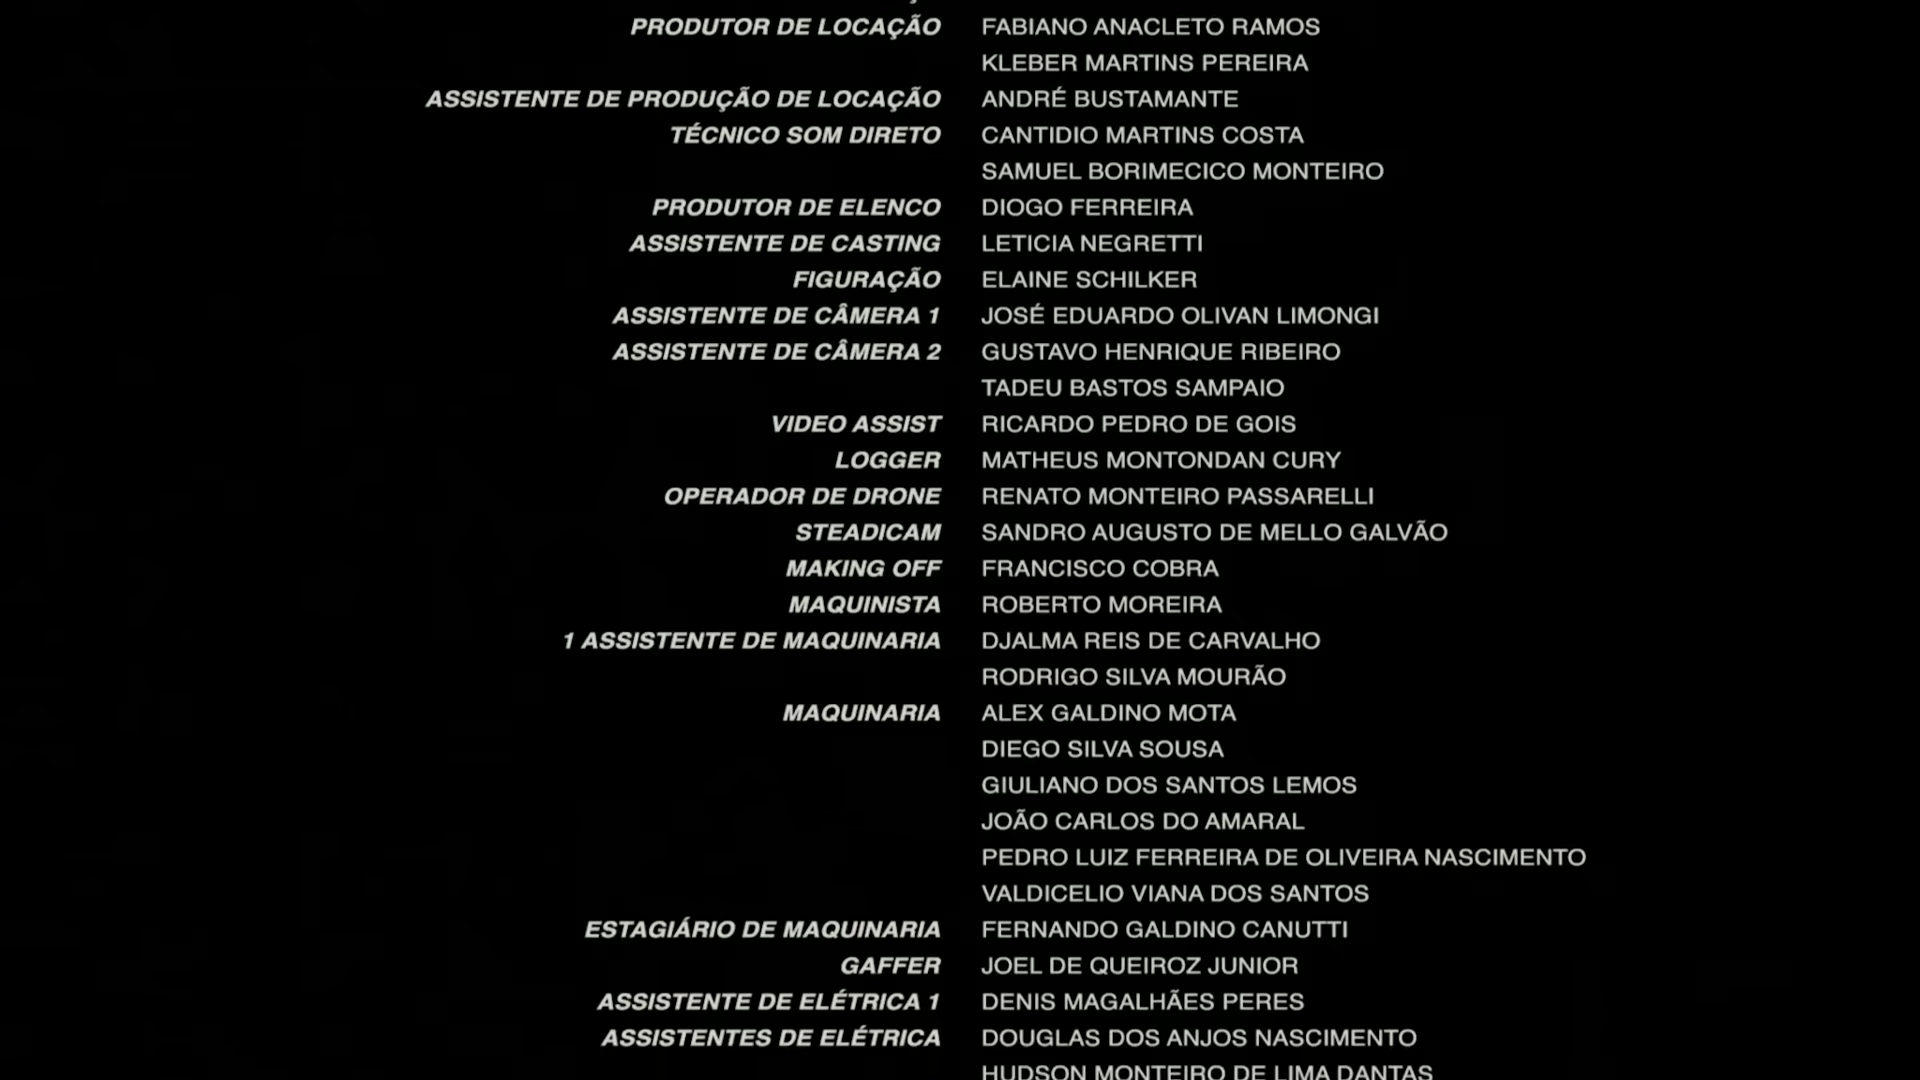 PRODUTOR DE LOCAÇÃO FABIANO ANACLETO RAMOS
KLEBER MARTINS PEREIRA
ASSISTENTE DE PRODUÇÃO DE LOCAÇÃO ANDRÉ BUSTAMANTE
TÉCNICO SOM DIRETO CANTIDIO MARTINS COSTA
SAMUEL BORIMECICO MONTEIRO
PRODUTOR DE ELENCO DIOGO FERREIRA
ASSISTENTE DE CASTING LETICIA NEGRETTI
FIGURAÇÃO ELAINE SCHILKER
ASSISTENTE DE CÂMERA 1 JOSÉ EDUARDO OLIVAN LIMONGI
ASSISTENTE DE CÂMERA 2 GUSTAVO HENRIQUE RIBEIRO
TADEU BASTOS SAMPAIO
VIDEO ASSIST RICARDO PEDRO DE GOIS
LOGGER MATHEUS MONTONDAN CURY
OPERADOR DE DRONE RENATO MONTEIRO PASSARELLI
STEADICAM SANDRO AUGUSTO DE MELLO GALVÃO
MAKING OFF FRANCISCO COBRA
MAQUINISTA ROBERTO MOREIRA
1 ASSISTENTE DE MAQUINARIA DJALMA REIS DE CARVALHO
RODRIGO SILVA MOURÃO
MAQUINARIA ALEX GALDINO MOTA
DIEGO SILVA SOUSA
GIULIANO DOS SANTOS LEMOS
JOÃO CARLOS DO AMARAL
PEDRO LUIZ FERREIRA DE OLIVEIRA NASCIMENTO
VALDICELIO VIANA DOS SANTOS
ESTAGIÁRIO DE MAQUINARIA FERNANDO GALDINO CANUTTI
GAFFER JOEL DE QUEIROZ JUNIOR
ASSISTENTE DE ELÉTRICA 1 DENIS MAGALHÃES PERES
ASSISTENTES DE ELÉTRICA DOUGLAS DOS ANJOS NASCIMENTO
HUDSON MONTEIRO DE LIMA DANTAS